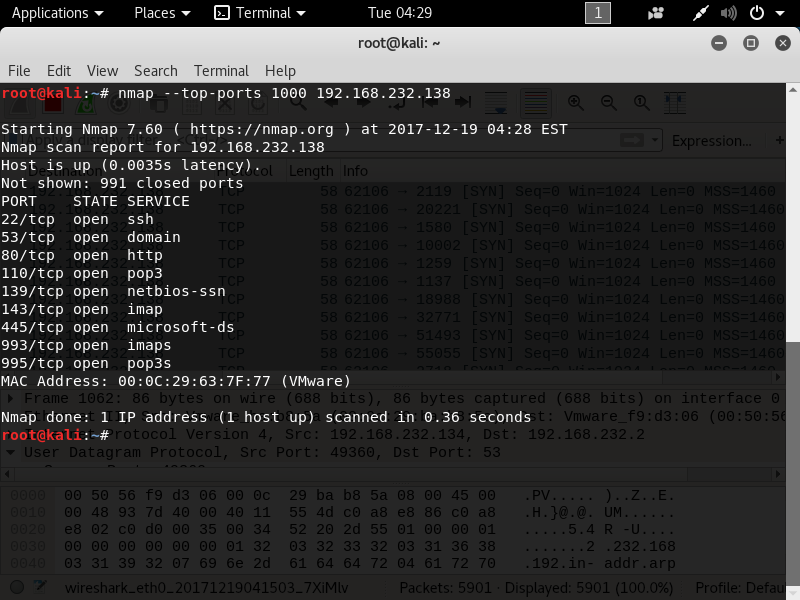 Applications Places Terminal Tue 04:29 1
root@kali: ~
File Edit View Search Terminal Help
root@kali:~# nmap --top-ports 1000 192.168.232.138
Starting Nmap 7.60 ( https://nmap.org ) at 2017-12-19 04:28 EST
Expression...
Nmap scan report for 192.168.232.138
Host is up (0.0035s latency).
Destination Protocol Length Info
Not shown: 991 closed ports
TCP 58 62106 → 2119 [SYN] Seq=0 Win=1024 Len=0 MSS=1460
PORT STATE SERVICE
TCP 58 62106 → 20221 [SYN] Seq=0 Win=1024 Len=0 MSS=1460
22/tcp open ssh
TCP 58 62106 → 1580 [SYN] Seq=0 Win=1024 Len=0 MSS=1460
53/tcp open domain
TCP 58 62106 → 10002 [SYN] Seq=0 Win=1024 Len=0 MSS=1460
80/tcp open http
TCP 58 62106 → 1259 [SYN] Seq=0 Win=1024 Len=0 MSS=1460
110/tcp open pop3
TCP 58 62106 → 1137 [SYN] Seq=0 Win=1024 Len=0 MSS=1460
139/tcp open netbios-ssn
58 62106 → 18988 [SYN] Seq=0 Win=1024 Len=0 MSS=1460
143/tcp open imap
TCP 58 62106 → 32771 [SYN] Seq=0 Win=1024 Len=0 MSS=1460
445/tcp open microsoft-ds
58 62106 → 51493 [SYN] Seq=0 Win=1024 Len=0 MSS=1460
993/tcp open imaps
TCP 58 62106 → 55055 [SYN] Seq=0 Win=1024 Len=0 MSS=1460
995/tcp open pop3s
MAC Address: 00:0C:29:63:7F:77 (VMware)
Frame 1062: 86 bytes on wire (688 bits), 86 bytes captured (688 bits) on interface 0
Nmap done: 1 IP address (1 host up) scanned in 0.36 seconds
Dst: Vmware_f9:d3:06 (00:50:56
root@kali:~#
Protocol Version 4, Src: 192.168.232.134, Dst: 192.168.232.2
User Datagram Protocol, Src Port: 49360, Dst Port: 53
0000 00 50 56 f9 d3 06 00 0c 29 ba b8 5a 08 00 45 00 .PV..... )..Z..E.
0010 00 48 93 7d 40 00 40 11 55 4d c0 a8 e8 86 c0 a8 .H.}@.@. UM......
0020 e8 02 c0 d0 00 35 00 34 52 20 2d 55 01 00 00 01 .....5.4 R -U....
0030 00 00 00 00 00 00 01 32 03 32 33 32 03 31 36 38 .......2 .232.168
0040 03 31 39 32 07 69 6e 2d 61 64 64 72 04 61 72 70 .192.in- addr.arp
wireshark_eth0_20171219041503_7XiMlv Packets: 5901 · Displayed: 5901 (100.0%) Profile: Defau